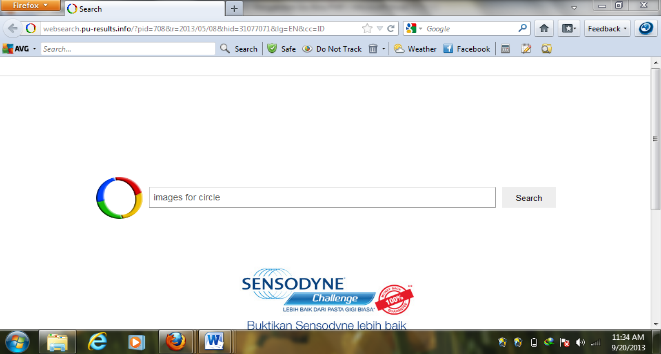 Firefox
Search
websearch.pu-results.info/?pid=708&r=2013/05/08&hid=31077071&lg=EN&cc=ID
Google
Feedback
AVG
Search...
Search
Safe
Do Not Track
Weather
Facebook
images for circle
Search
SENSODYNE
Challenge
100%
LEBIH BAIK DARI PASTA GIGI BIASA*
Buktikan Sensodyne lebih baik
11:34 AM
9/20/2013